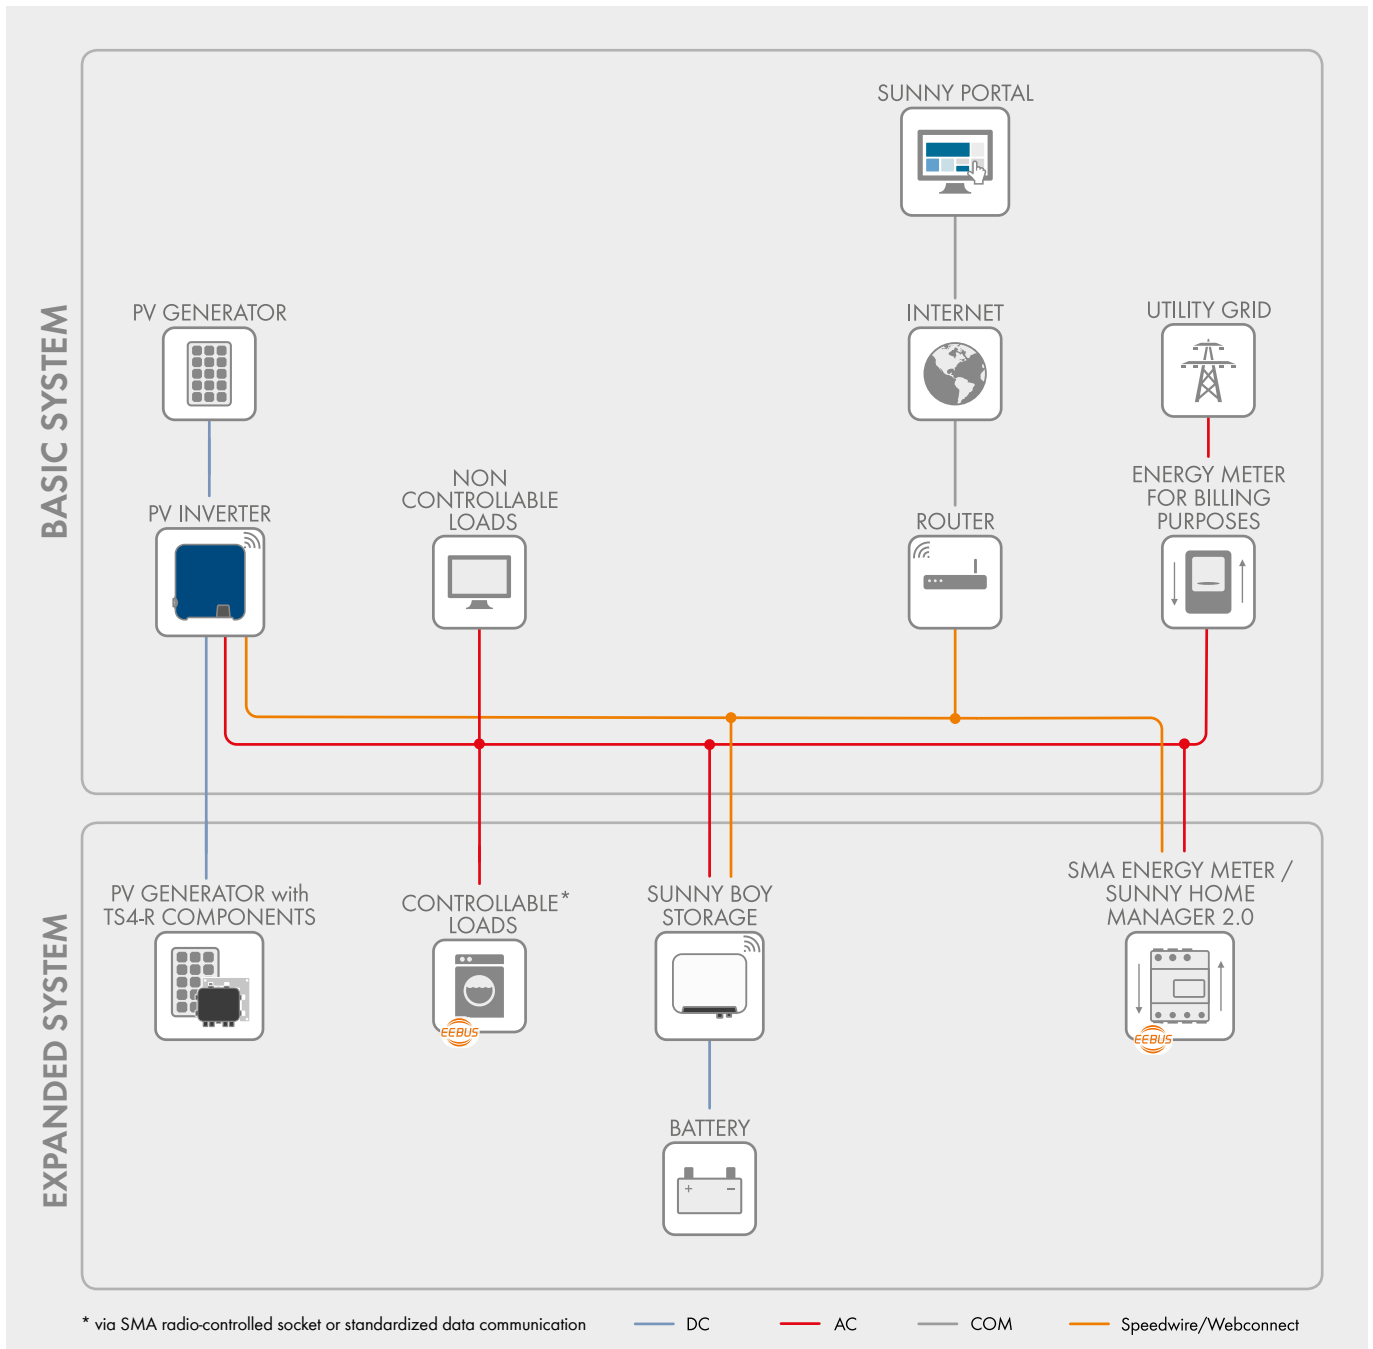 BASIC SYSTEM
SUNNY PORTAL
PV GENERATOR
INTERNET
UTILITY GRID
PV INVERTER
NON
CONTROLLABLE
LOADS
ROUTER
ENERGY METER
FOR BILLING
PURPOSES
EXPANDED SYSTEM
PV GENERATOR with
TS4-R COMPONENTS
CONTROLLABLE*
LOADS
EEBUS
SUNNY BOY
STORAGE
SMA ENERGY METER /
SUNNY HOME
MANAGER 2.0
EEBUS
BATTERY
+ −
* via SMA radio-controlled socket or standardized data communication
DC
AC
COM
Speedwire/Webconnect